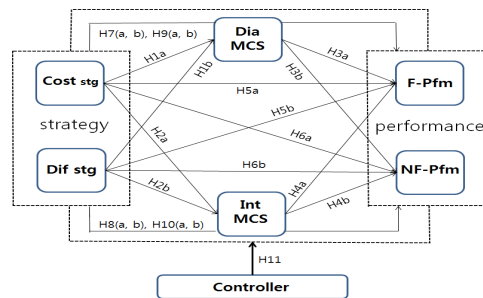 H7(a, b), H9(a, b)
Dia
MCS
H1a
H3a
Cost stg
H1b
H3b
F-Pfm
H5a
strategy
H2a
H5b
H6a
performance
Dif stg
H6b
NF-Pfm
H2b
H4a
Int
MCS
H4b
H8(a, b), H10(a, b)
H11
Controller